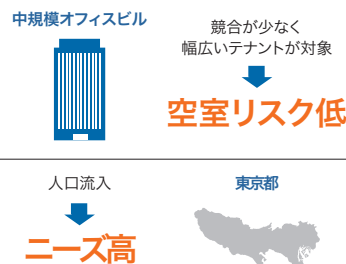 中規模オフィスビル
競合が少なく
幅広いテナントが対象
空室リスク低
人口流入
ニーズ高
東京都